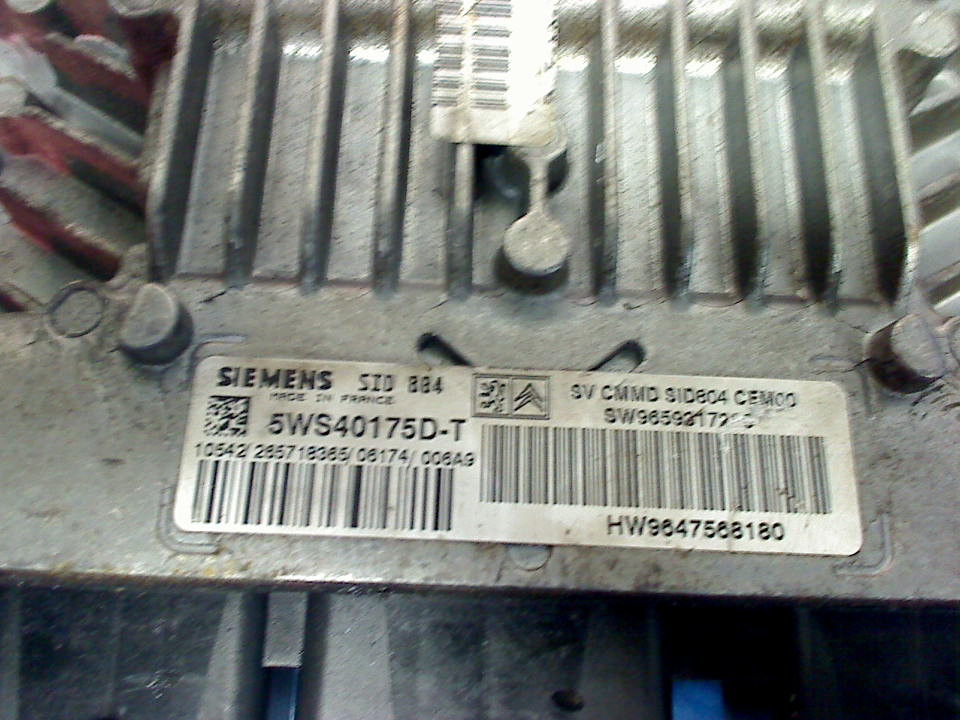 SIEMENS SID 804
MADE IN FRANCE
5WS40175D-T
10542/265718365/06174/006A9
SV CMMD SID804 CEM00
HW9647568180